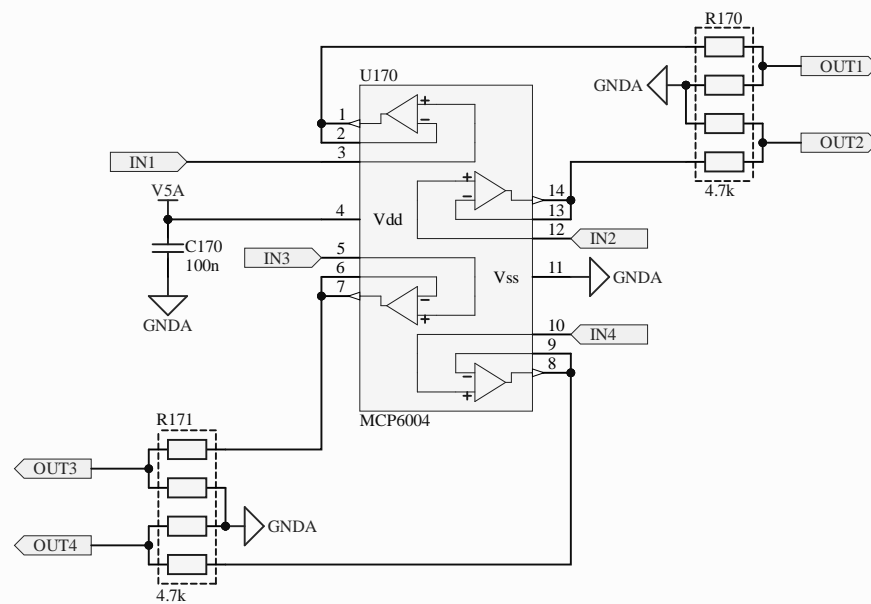 R170
U170
OUT1
GNDA
1
+
−
2
OUT2
IN1
3
4.7k
V5A
+
14
−
13
4
Vdd
12
IN2
C170
100n
IN3
5
6
Vss
11
GNDA
−
7
GNDA
+
10
IN4
9
−
8
+
MCP6004
R171
OUT3
GNDA
OUT4
4.7k